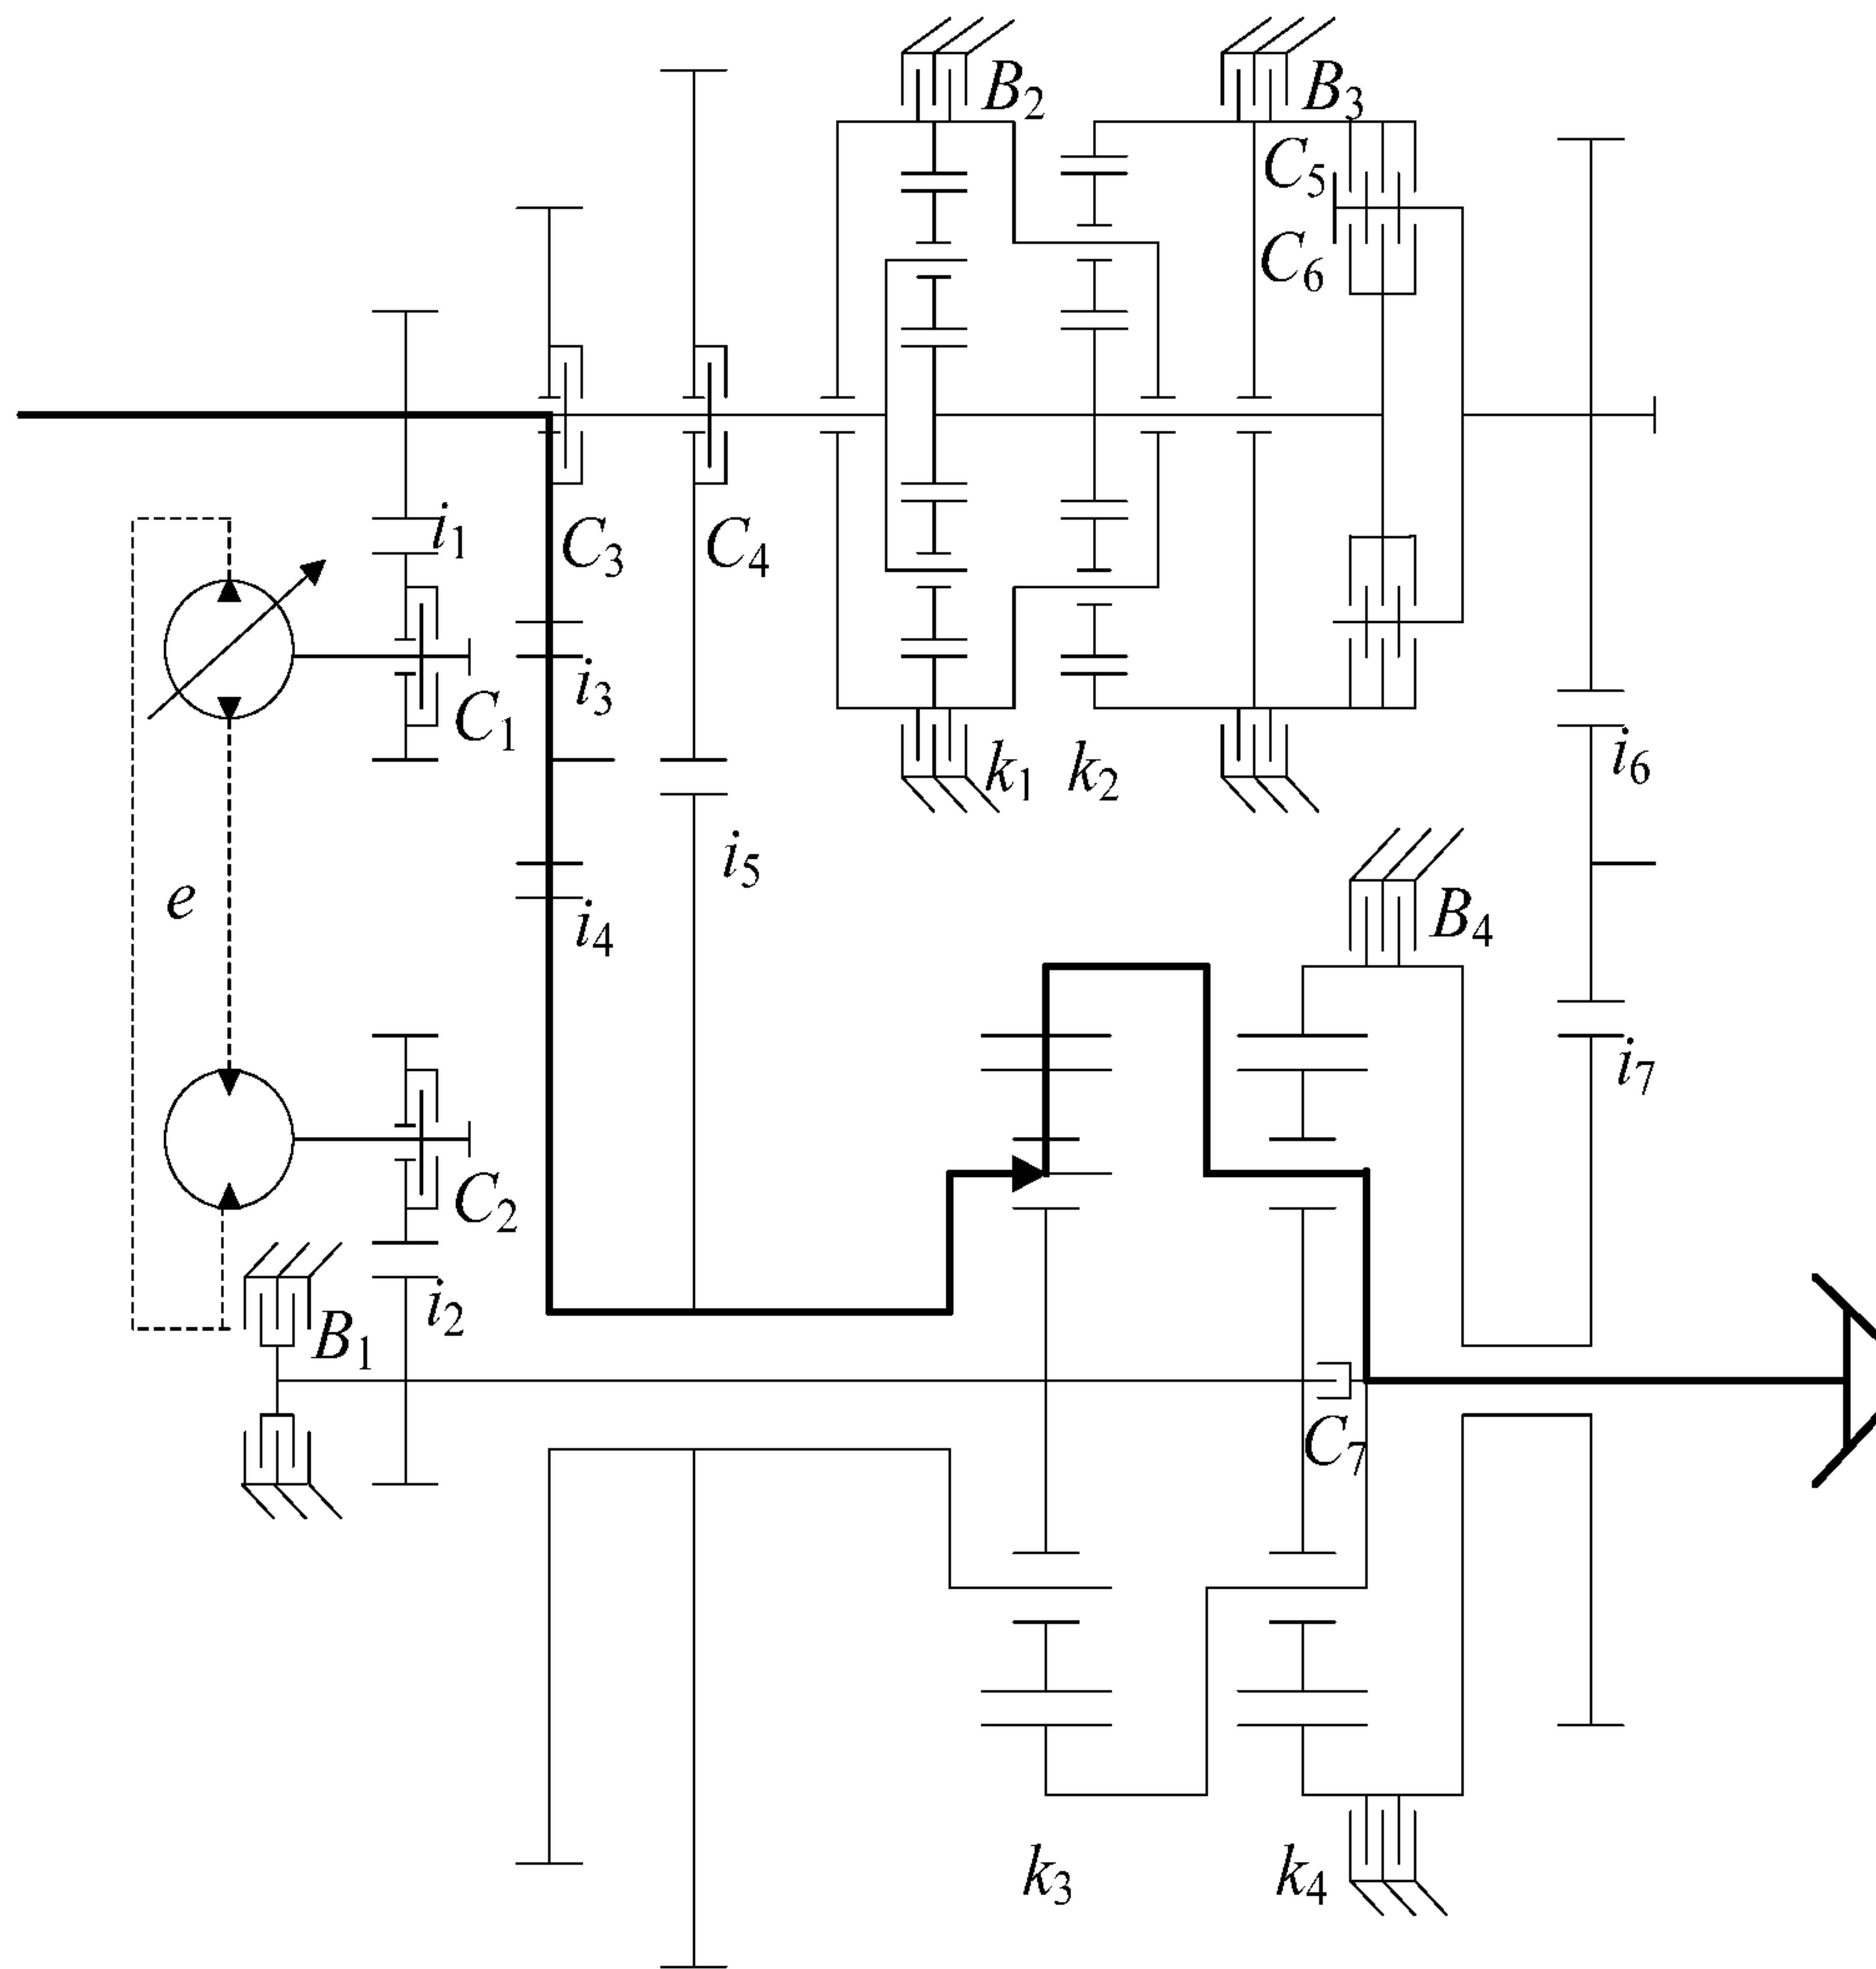 B₂
B₃
C₅
C₆
i₁
C₃
C₄
i₃
C₁
k₁
k₂
i₆
i₅
e
i₄
B₄
i₇
C₂
i₂
B₁
C₇
k₃
k₄